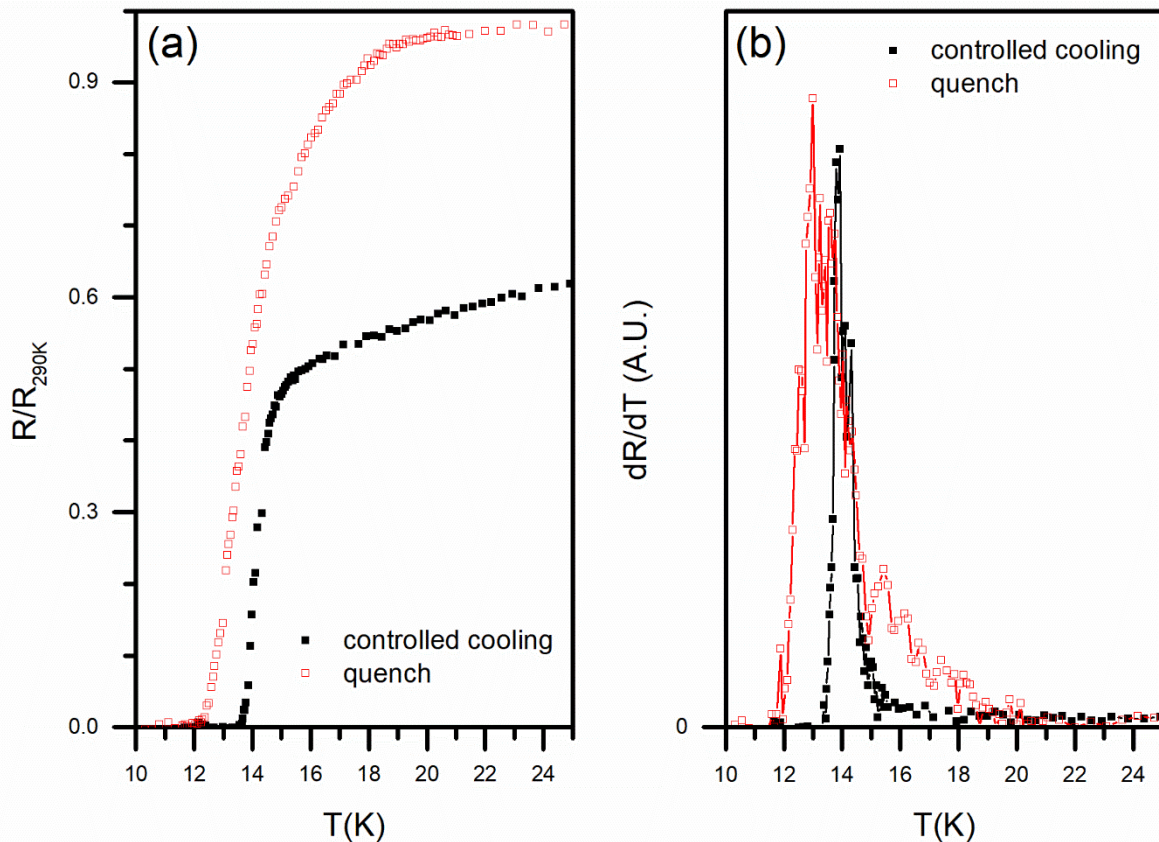 (a)
0.9
0.6
0.3
0.0
R/R290K
controlled cooling
quench
10 12 14 16 18 20 22 24
T(K)
(b)
controlled cooling
quench
dR/dT (A.U.)
0
10 12 14 16 18 20 22 24
T(K)